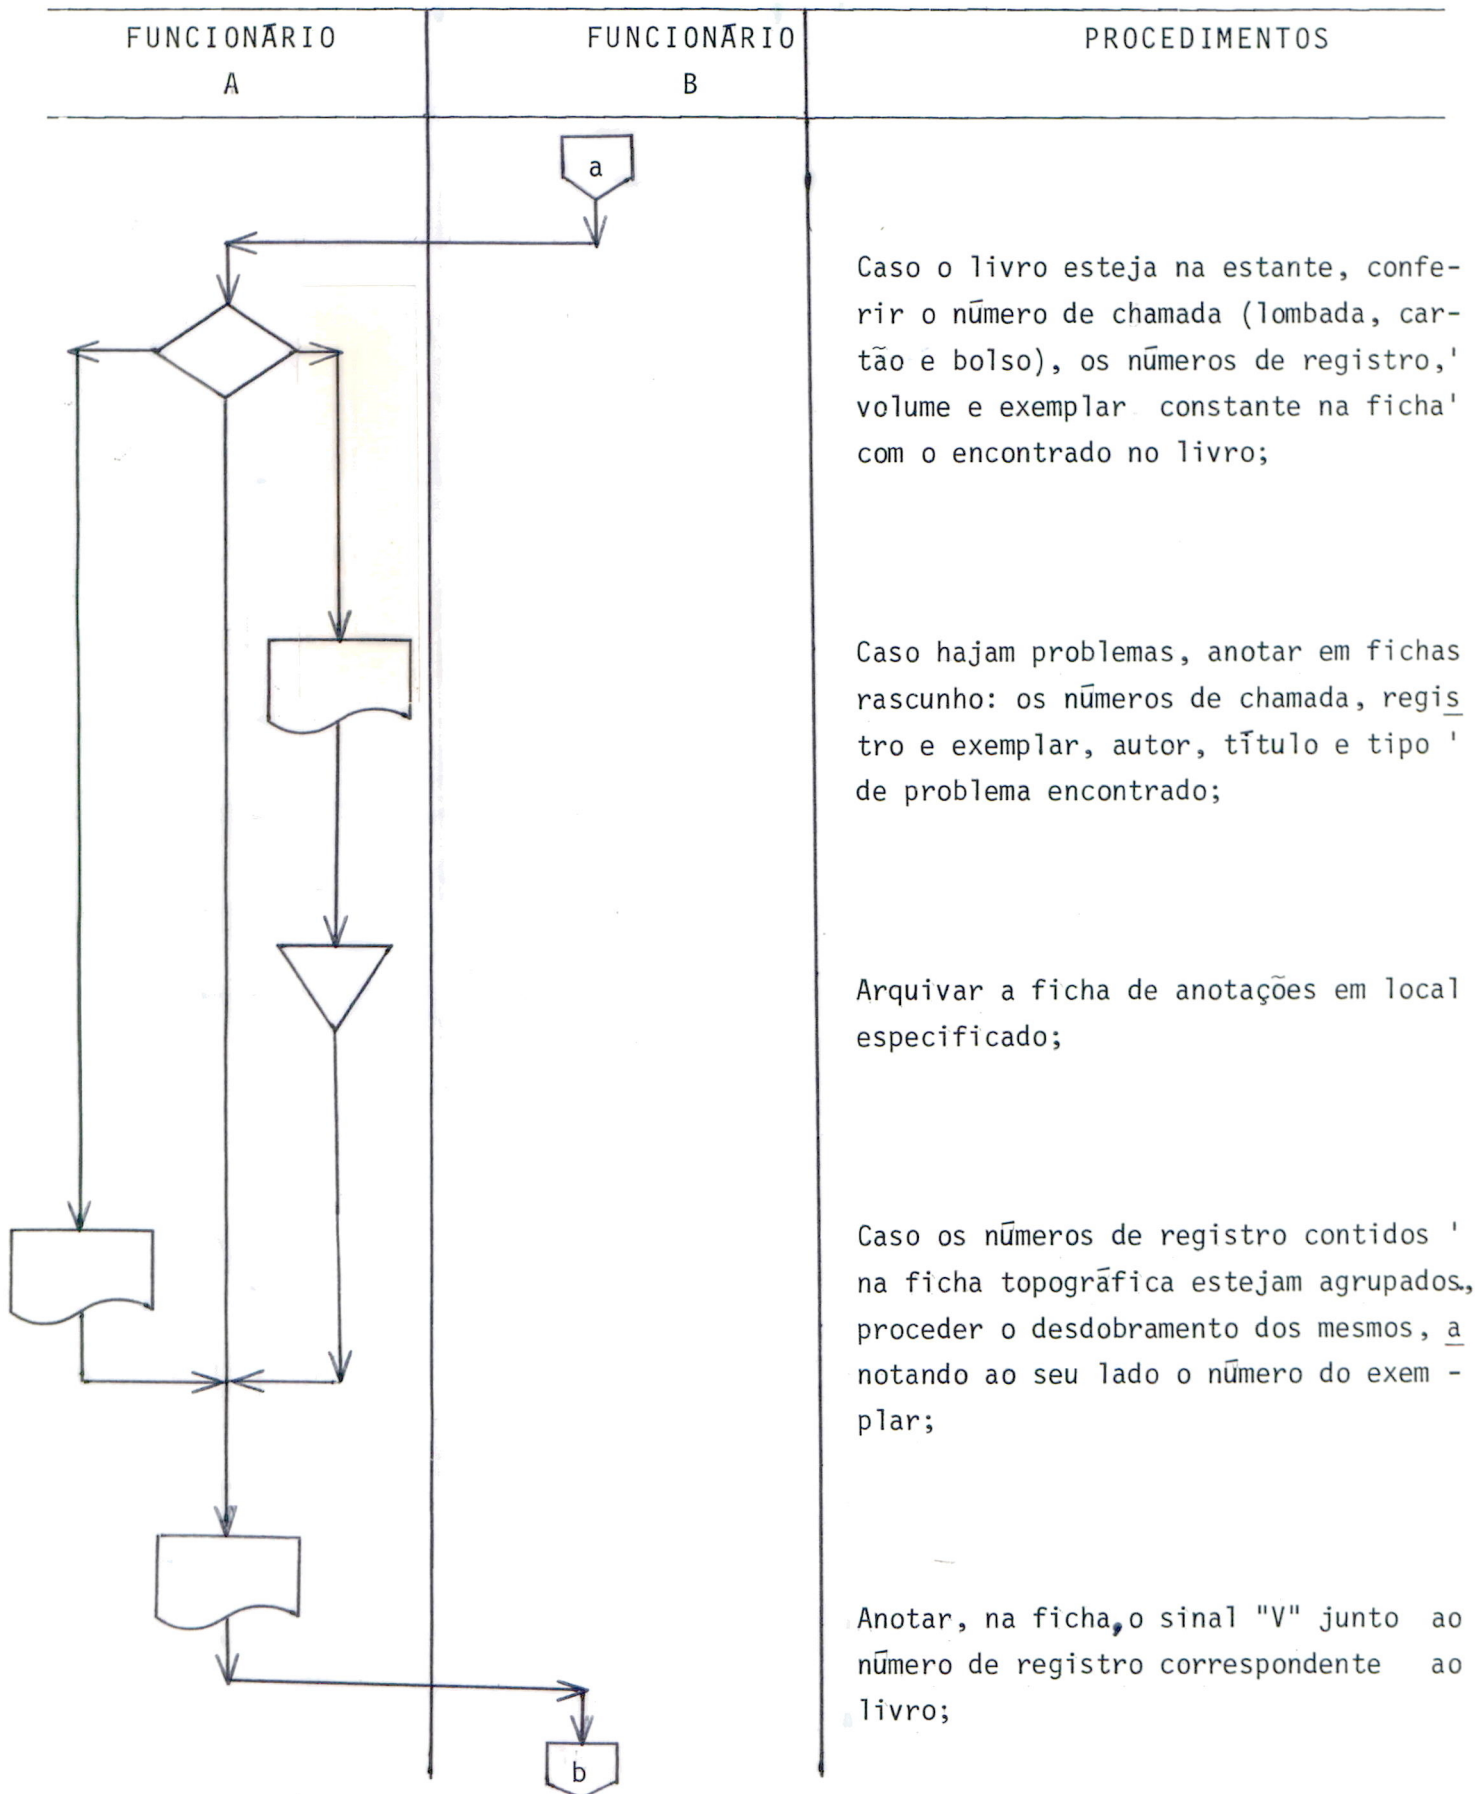 FUNCIONÁRIO
A
FUNCIONÁRIO
B
PROCEDIMENTOS
a
Caso o livro esteja na estante, confe-
rir o número de chamada (lombada, car-
tão e bolso), os números de registro,'
volume e exemplar constante na ficha'
com o encontrado no livro;
Caso hajam problemas, anotar em fichas
rascunho: os números de chamada, regis
tro e exemplar, autor, título e tipo '
de problema encontrado;
Arquivar a ficha de anotações em local
especificado;
Caso os números de registro contidos '
na ficha topográfica estejam agrupados.,
proceder o desdobramento dos mesmos, a
notando ao seu lado o número do exem -
plar;
Anotar, na ficha,o sinal "V" junto ao
número de registro correspondente ao
livro;
b